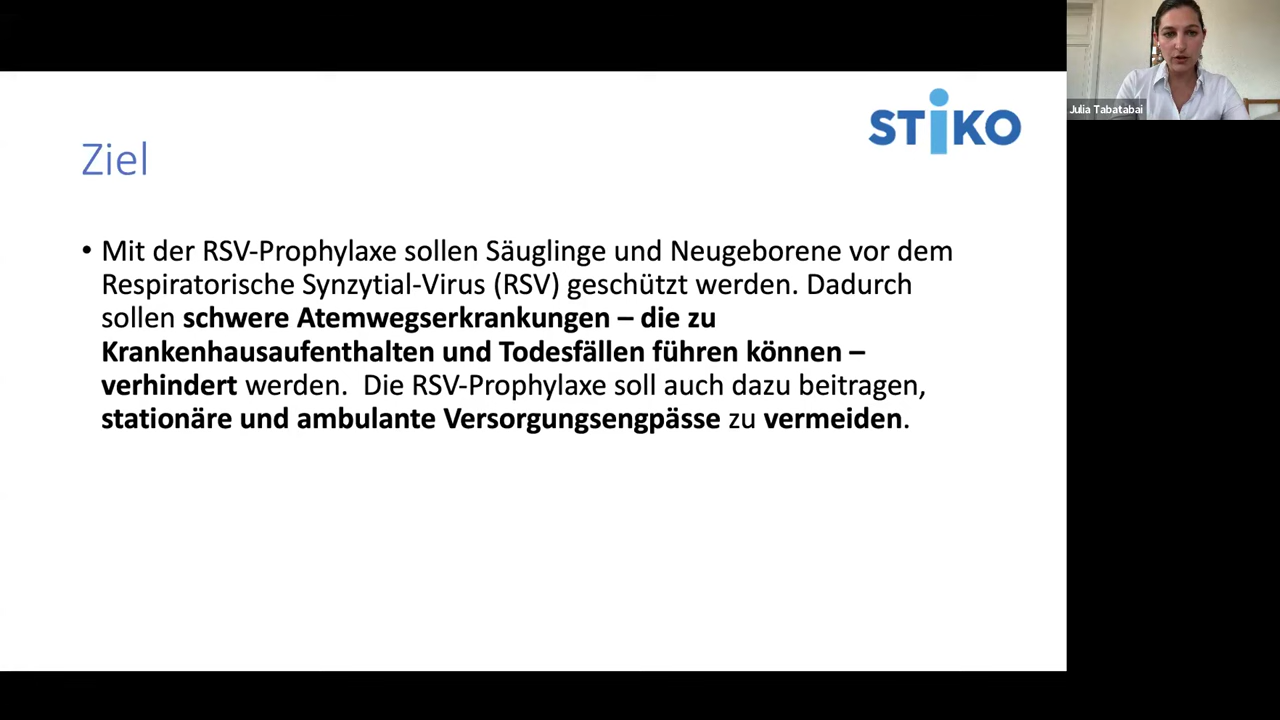 STiKO
Julia Tabatabai
Ziel
• Mit der RSV-Prophylaxe sollen Säuglinge und Neugeborene vor dem
Respiratorische Synzytial-Virus (RSV) geschützt werden. Dadurch
sollen schwere Atemwegserkrankungen – die zu
Krankenhausaufenthalten und Todesfällen führen können –
verhindert werden.  Die RSV-Prophylaxe soll auch dazu beitragen,
stationäre und ambulante Versorgungsengpässe zu vermeiden.